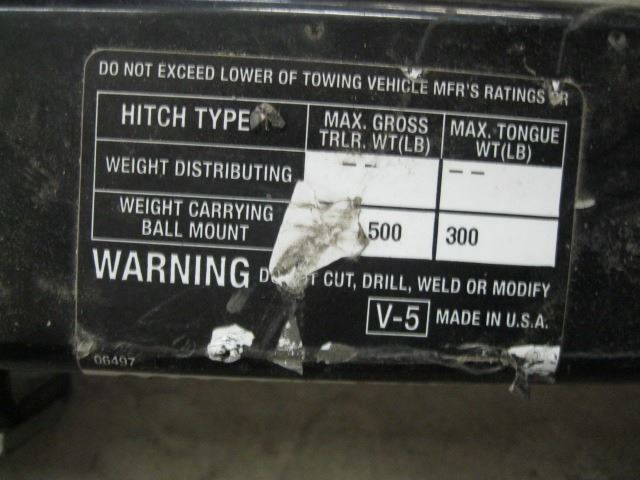 DO NOT EXCEED LOWER OF TOWING VEHICLE MFR'S RATINGS
HITCH TYPE
MAX. GROSS TRLR. WT(LB)
MAX. TONGUE WT(LB)
WEIGHT DISTRIBUTING -- --
WEIGHT CARRYING BALL MOUNT 500 300
WARNING CUT, DRILL, WELD OR MODIFY
V-5 MADE IN U.S.A.
06497